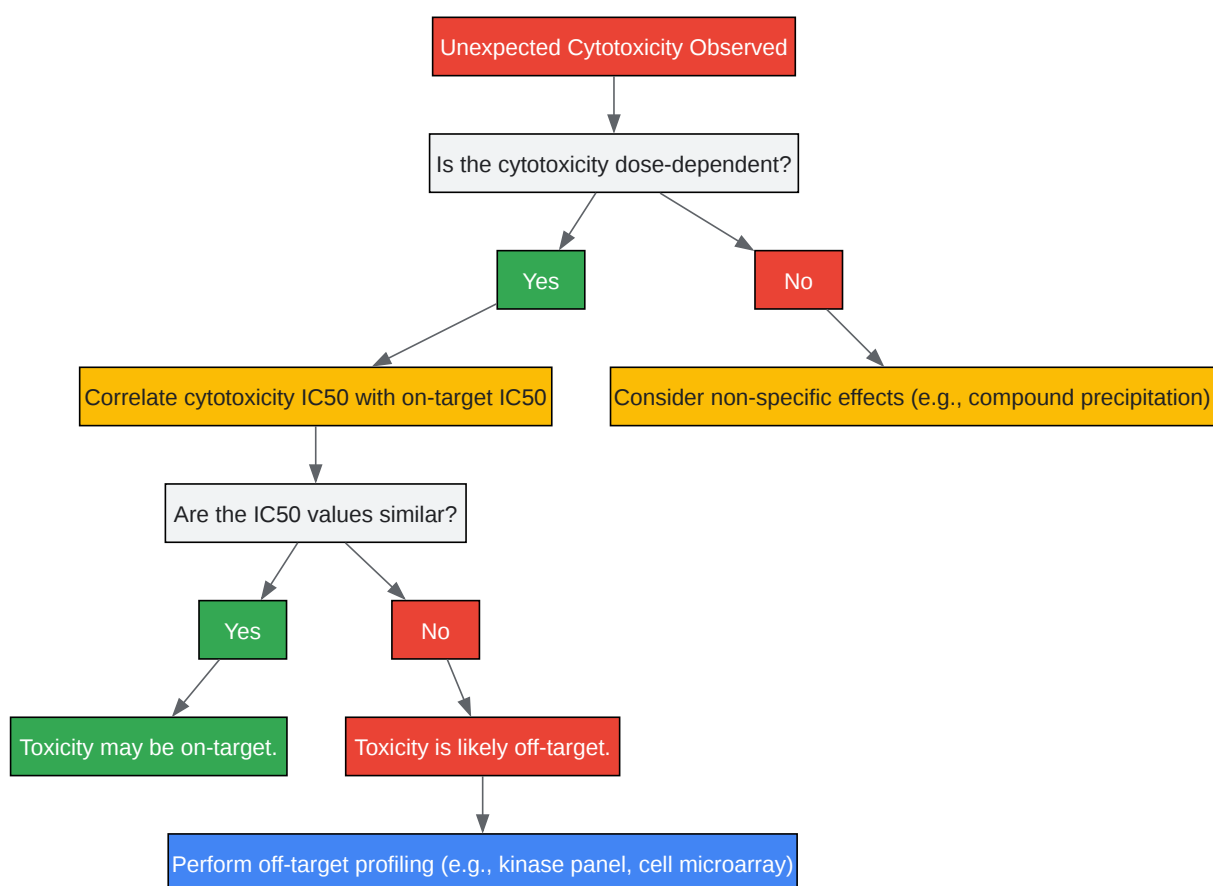 Unexpected Cytotoxicity Observed
Is the cytotoxicity dose-dependent?
Yes
No
Correlate cytotoxicity IC50 with on-target IC50
Consider non-specific effects (e.g., compound precipitation)
Are the IC50 values similar?
Yes
No
Toxicity may be on-target.
Toxicity is likely off-target.
Perform off-target profiling (e.g., kinase panel, cell microarray)